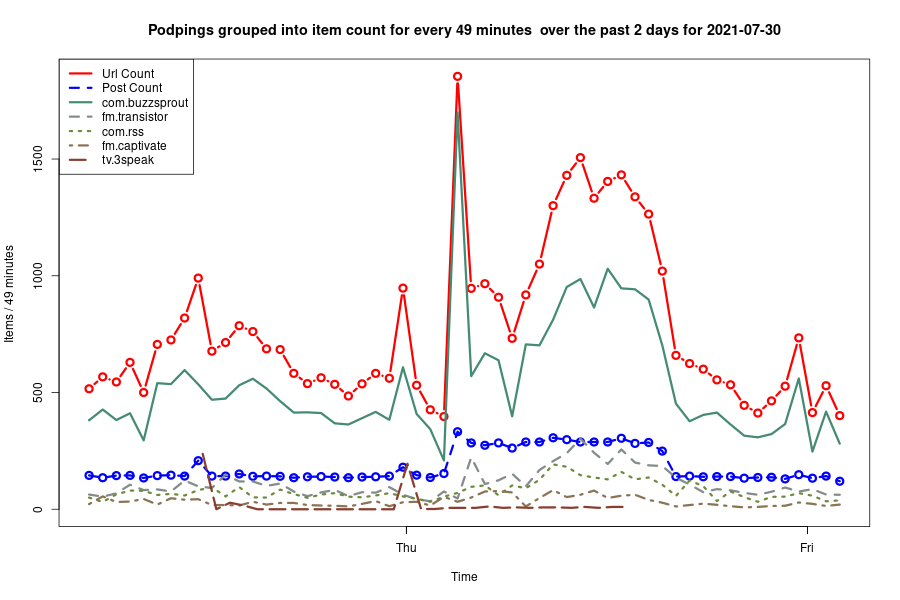 Podpings grouped into item count for every 49 minutes  over the past 2 days for 2021-07-30
Url Count
Post Count
com.buzzsprout
fm.transistor
com.rss
fm.captivate
tv.3speak
Items / 49 minutes
1500
1000
500
0
Thu
Fri
Time